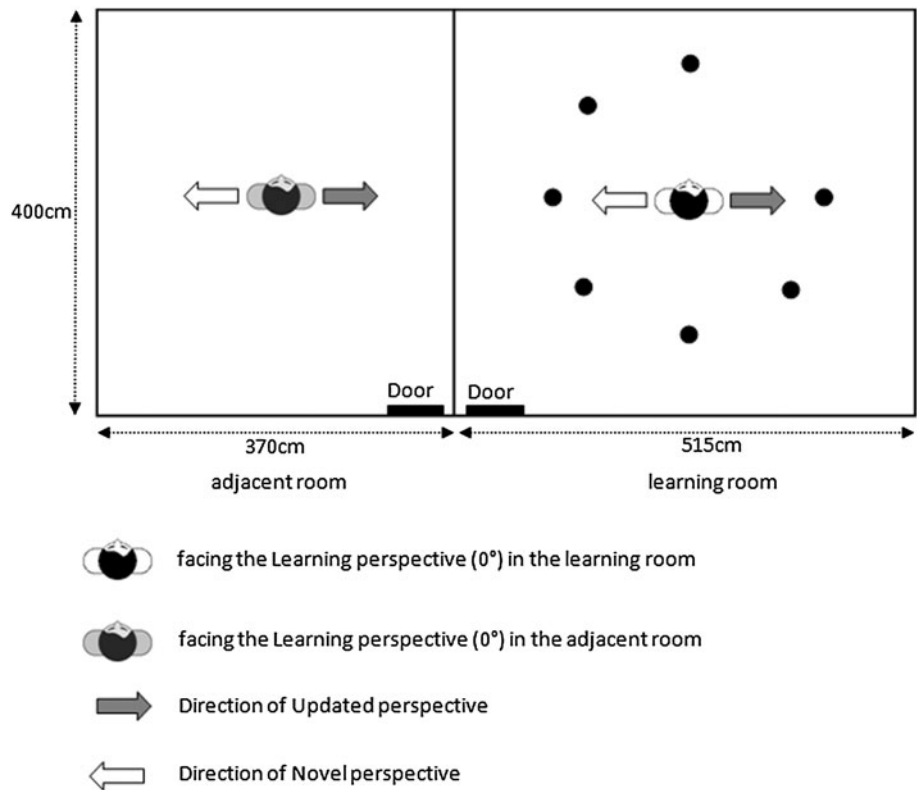 400cm
Door Door
370cm 515cm
adjacent room learning room
facing the Learning perspective (0°) in the learning room
facing the Learning perspective (0°) in the adjacent room
Direction of Updated perspective
Direction of Novel perspective